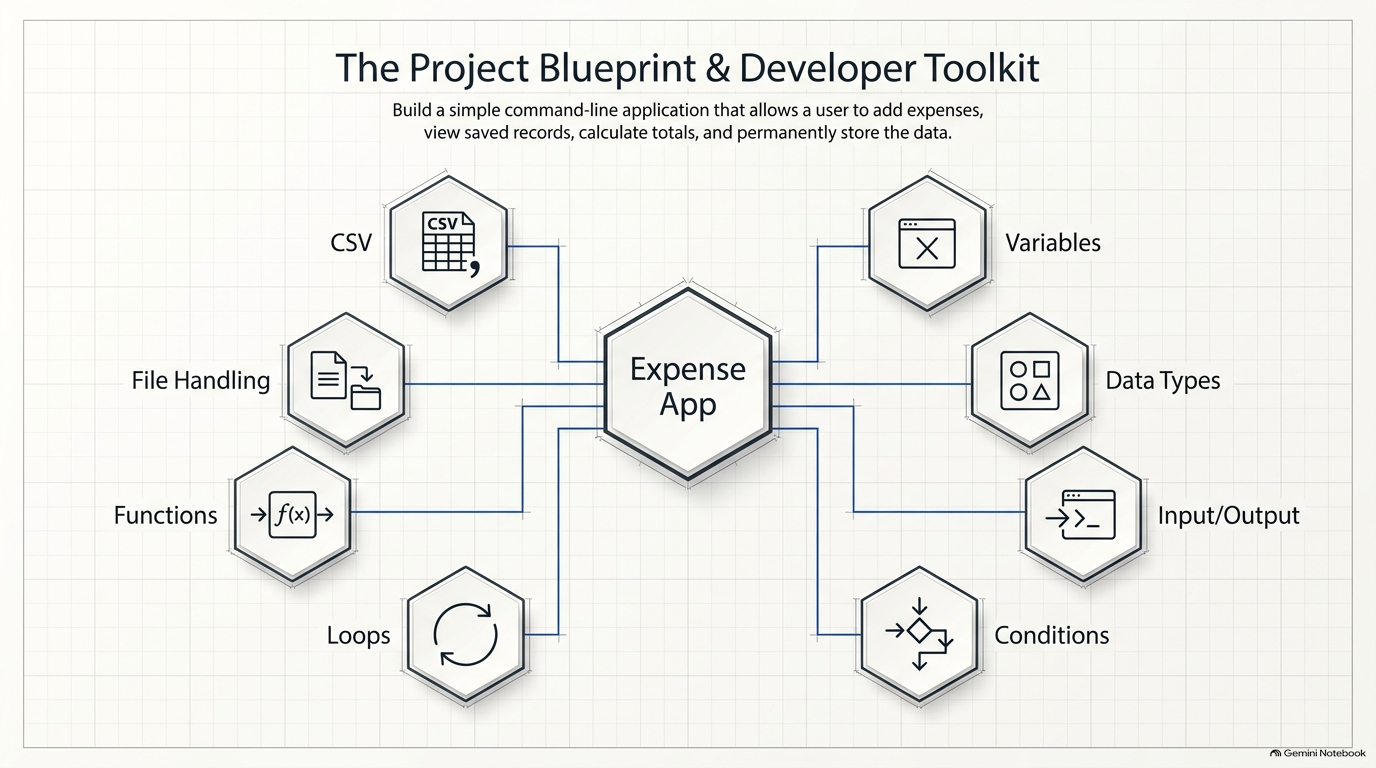 The Project Blueprint & Developer Toolkit
Build a simple command-line application that allows a user to add expenses,
view saved records, calculate totals, and permanently store the data.
CSV
CSV
Variables
X
File Handling
Expense
App
Data Types
Functions
f(x)
Input/Output
Loops
Conditions
Gemini Notebook